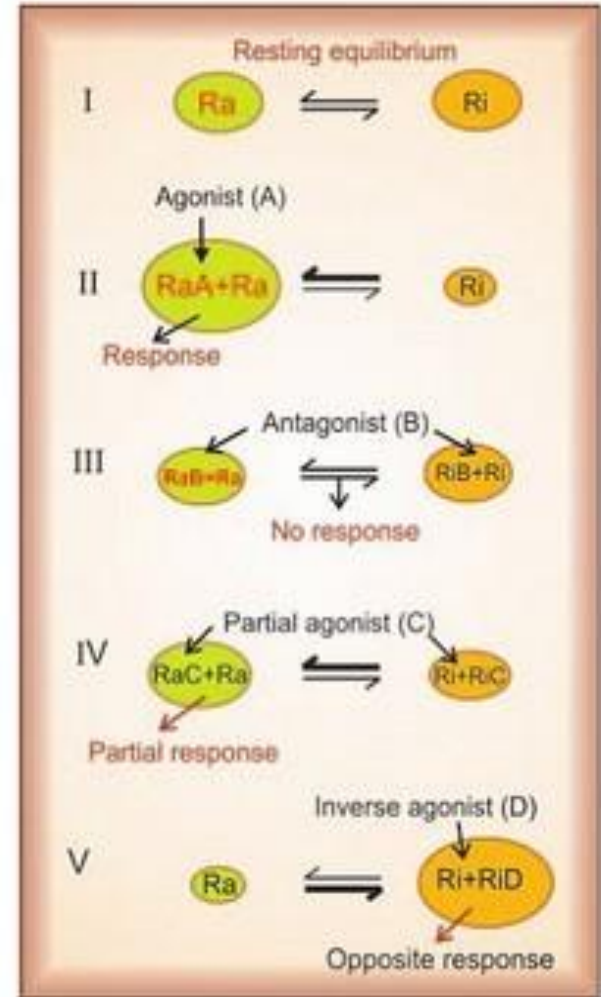 Resting equilibrium
I Ra Ri
Agonist (A)
II RaA+Ra Ri
Response
Antagonist (B)
III RaB+Ra RiB+Ri
No response
Partial agonist (C)
IV RaC+Ra Ri+RiC
Partial response
Inverse agonist (D)
V Ra Ri+RiD
Opposite response